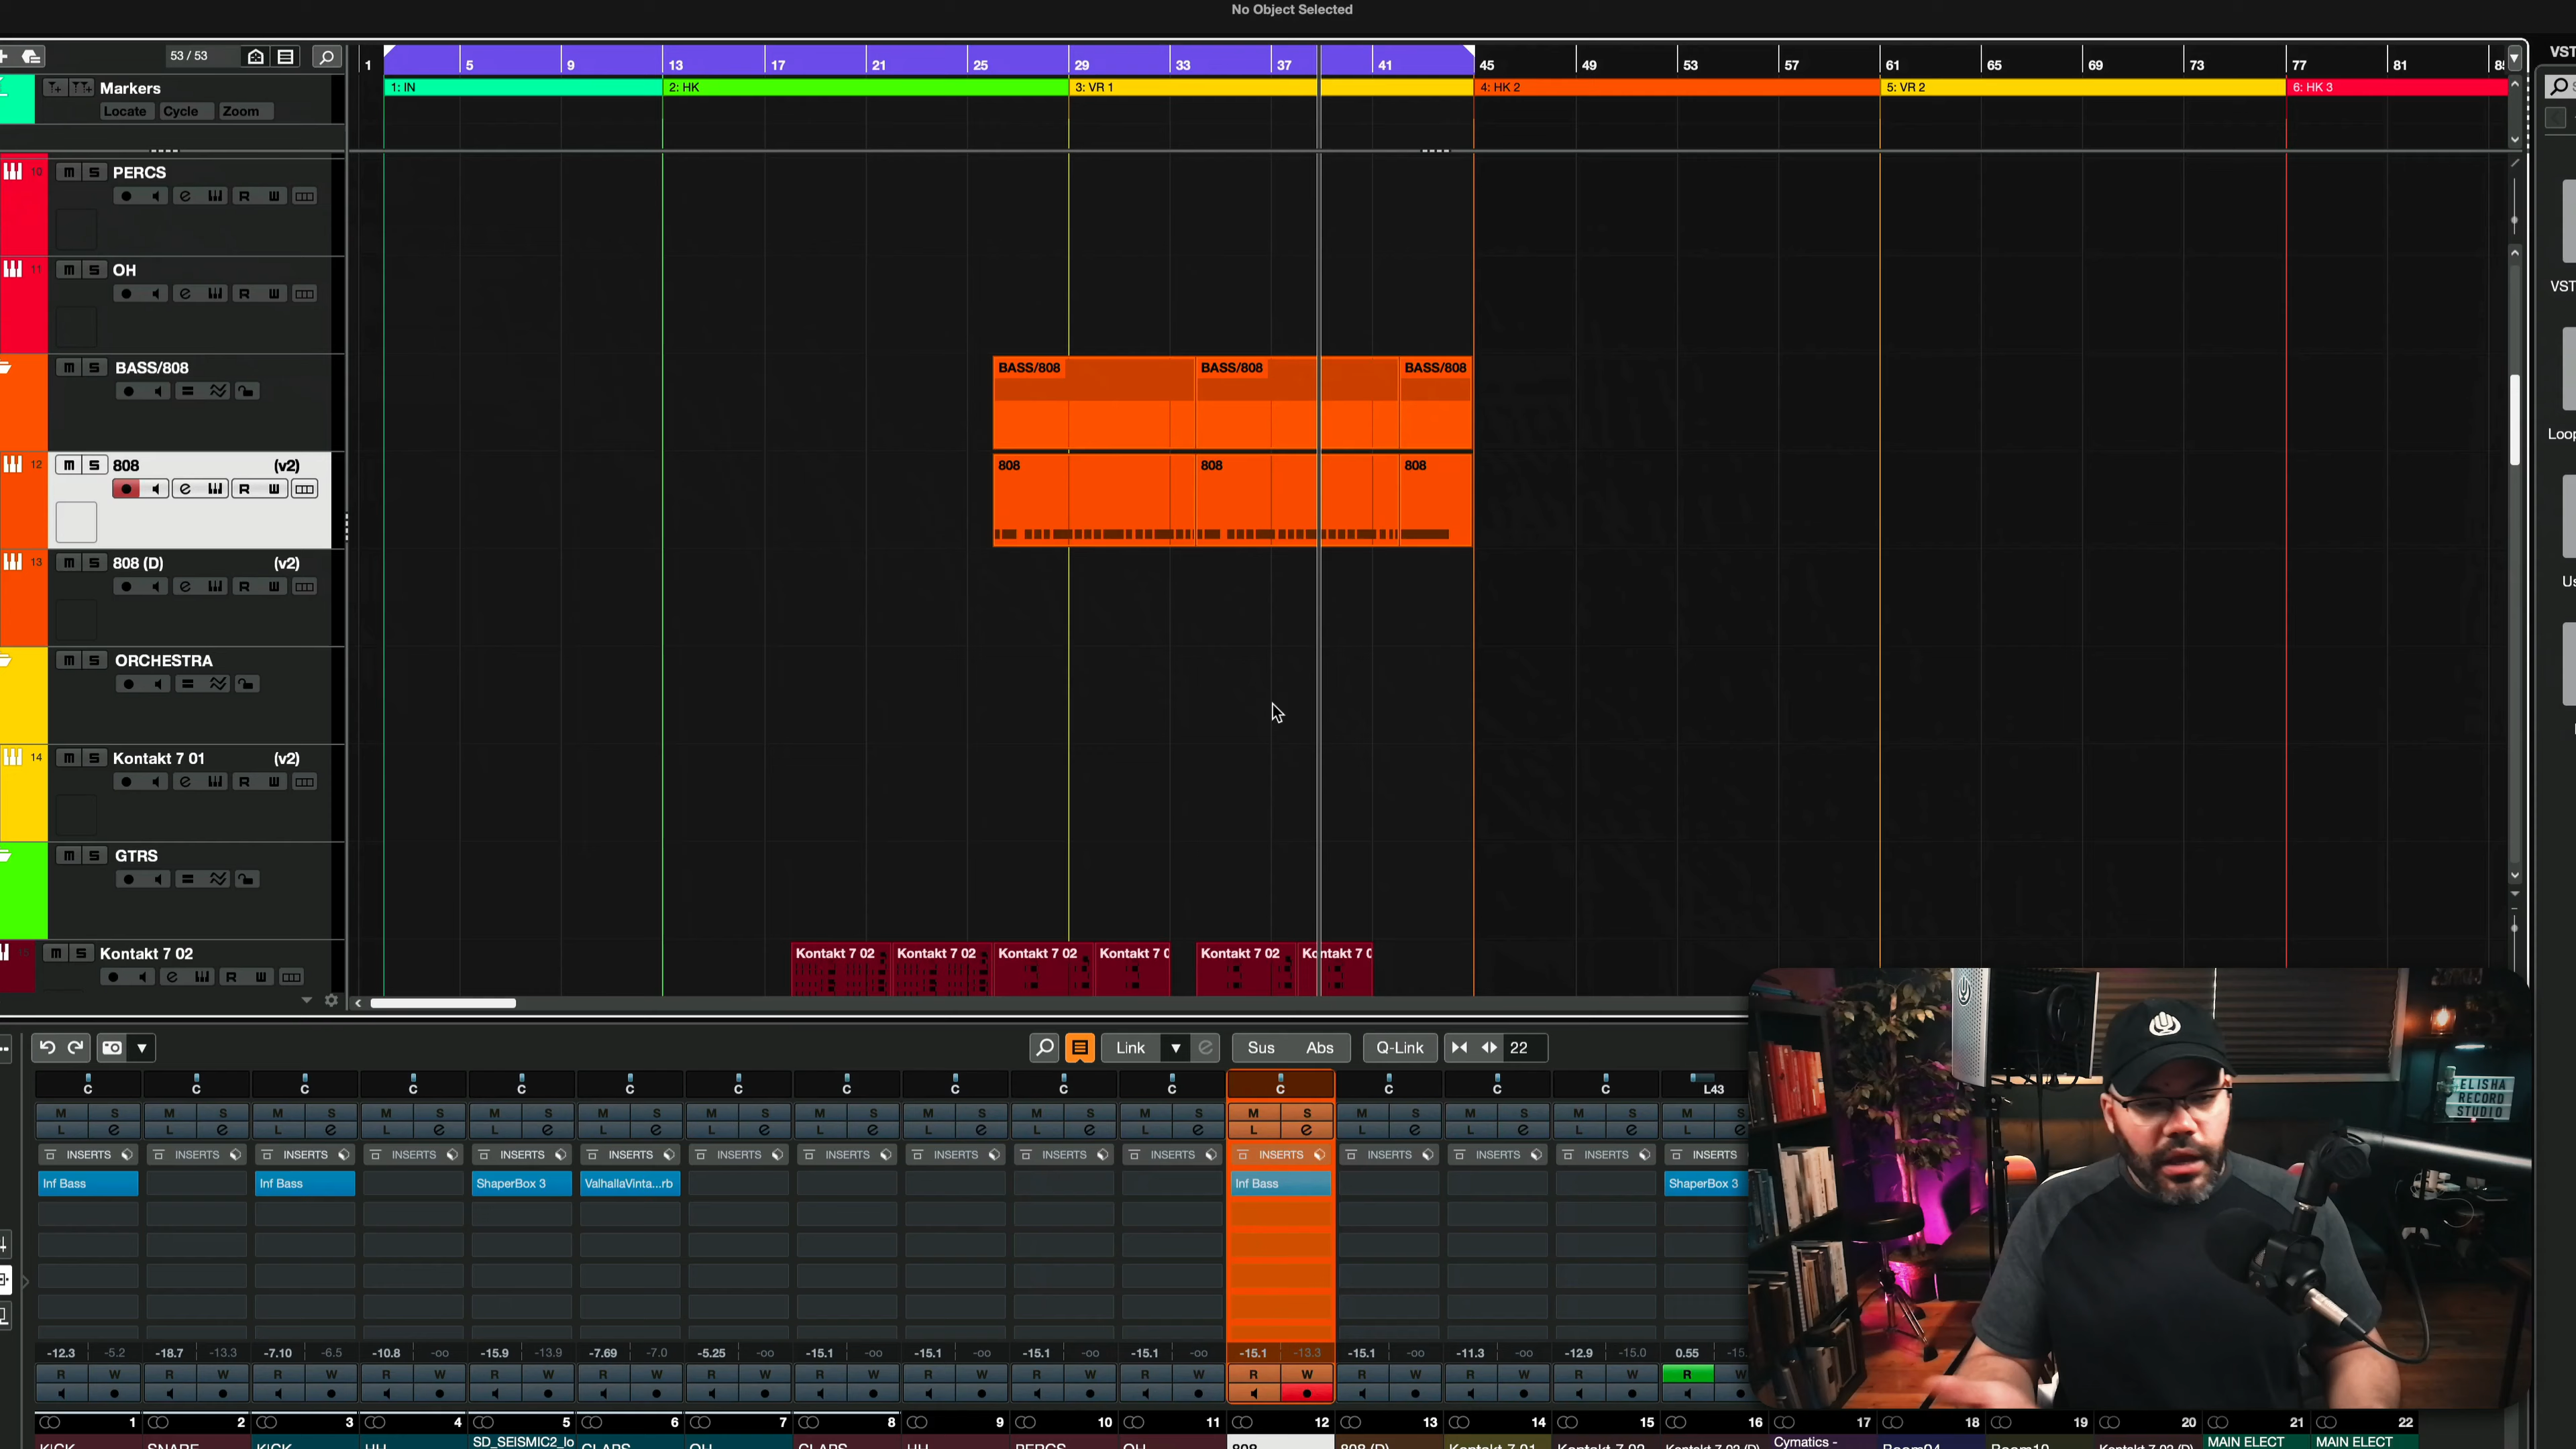 No Object Selected
53 / 53
1 5 9 13 17 21 25 29 33 37 41 45 49 53 57 61 65 69 73 77 81
VST
Markers
1: IN 2: HK 3: VR 1 4: HK 2 5: VR 2 6: HK 3
Locate Cycle Zoom
10 M S PERCS
R W
11 M S OH
R W
M S BASS/808
BASS/808 BASS/808 BASS/808
12 M S 808 (v2)
808 808 808
R W
13 M S 808 (D) (v2)
R W
M S ORCHESTRA
14 M S Kontakt 7 01 (v2)
R W
M S GTRS
M S Kontakt 7 02
Kontakt 7 02 Kontakt 7 02 Kontakt 7 02 Kontakt 7 0 Kontakt 7 02 Kontakt 7 0
R W
VST
Loop
Link Sus Abs Q-Link 22
C C C C C C C C C C C C C C C L43
M S M S M S M S M S M S M S M S M S M S M S M S M S M S M S M S
L L L L L L L L L L L L L L L L
INSERTS INSERTS INSERTS INSERTS INSERTS INSERTS INSERTS INSERTS INSERTS INSERTS INSERTS INSERTS INSERTS INSERTS INSERTS INSERTS
Inf Bass Inf Bass ShaperBox 3 ValhallaVinta...rb Inf Bass ShaperBox 3
-12.3 -5.2 -18.7 -13.3 -7.10 -6.5 -10.8 -oo -15.9 -13.9 -7.69 -7.0 -5.25 -oo -15.1 -oo -15.1 -oo -15.1 -oo -15.1 -oo -15.1 -13.3 -15.1 -oo -11.3 -oo -12.9 -15.0 0.55 -15.
R W R W R W R W R W R W R W R W R W R W R W R W R W R W R W R W
1 2 3 4 5 6 7 8 9 10 11 12 13 14 15 16 17 18 19 20 21 22
KICK SNARE KICK HH SD_SEISMIC2_lo CLAPS OH CLAPS HH PERCS OH 808 808 (D) Kontakt 7 01 Kontakt 7 02 Kontakt 7 02 (D) Cymatics - Room04 Room10 Kontakt 7 02 (D) MAIN ELECT MAIN ELECT
ELISHA
RECORD
STUDIO